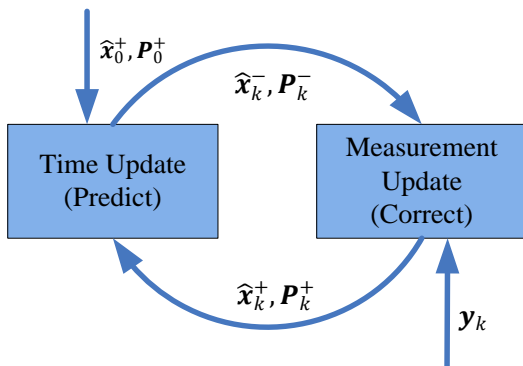 x̂₀⁺, P₀⁺
x̂ₖ⁻, Pₖ⁻
Time Update
(Predict)
Measurement
Update
(Correct)
x̂ₖ⁺, Pₖ⁺
yₖ